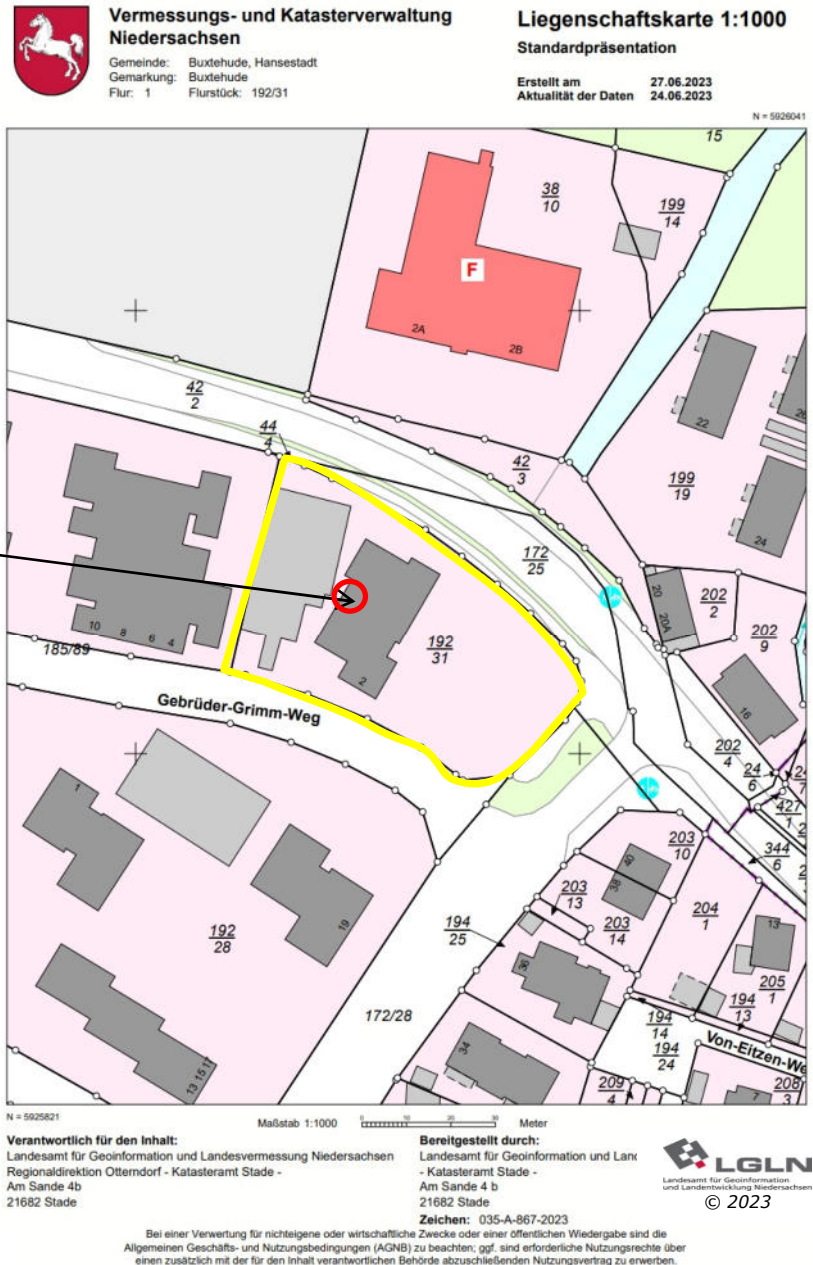 Vermessungs- und Katasterverwaltung
Niedersachsen
Gemeinde: Buxtehude, Hansestadt
Gemarkung: Buxtehude
Flur: 1 Flurstück: 192/31
Liegenschaftskarte 1:1000
Standardpräsentation
Erstellt am 27.06.2023
Aktualität der Daten 24.06.2023
N = 5926041
15
38
10
199
14
F
2A
2B
42
2
44
4
42
3
22
26
199
19
24
172
25
20
20A
202
2
202
9
10 8 6 4
185/89
192
31
2
Gebrüder-Grimm-Weg
16
202
4
24
6
24
7
427
1
344
6
1
19
192
28
13 15 17
203
10
40
38
203
13
203
14
204
1
13
205
1
194
25
36
194
13
194
14
194
24
Von-Eitzen-We
172/28
34
209
4
7
208
3
N = 5925821
Maßstab 1:1000 0 10 20 30 Meter
Verantwortlich für den Inhalt:
Landesamt für Geoinformation und Landesvermessung Niedersachsen
Regionaldirektion Otterndorf - Katasteramt Stade -
Am Sande 4b
21682 Stade
Bereitgestellt durch:
Landesamt für Geoinformation und Land
- Katasteramt Stade -
Am Sande 4 b
21682 Stade
Zeichen: 035-A-867-2023
LGLN
Landesamt für Geoinformation
und Landentwicklung Niedersachsen
© 2023
Bei einer Verwertung für nichteigene oder wirtschaftliche Zwecke oder einer öffentlichen Wiedergabe sind die
Allgemeinen Geschäfts- und Nutzungsbedingungen (AGNB) zu beachten; ggf. sind erforderliche Nutzungsrechte über
einen zusätzlich mit der für den Inhalt verantwortlichen Behörde abzuschließenden Nutzungsvertrag zu erwerben.